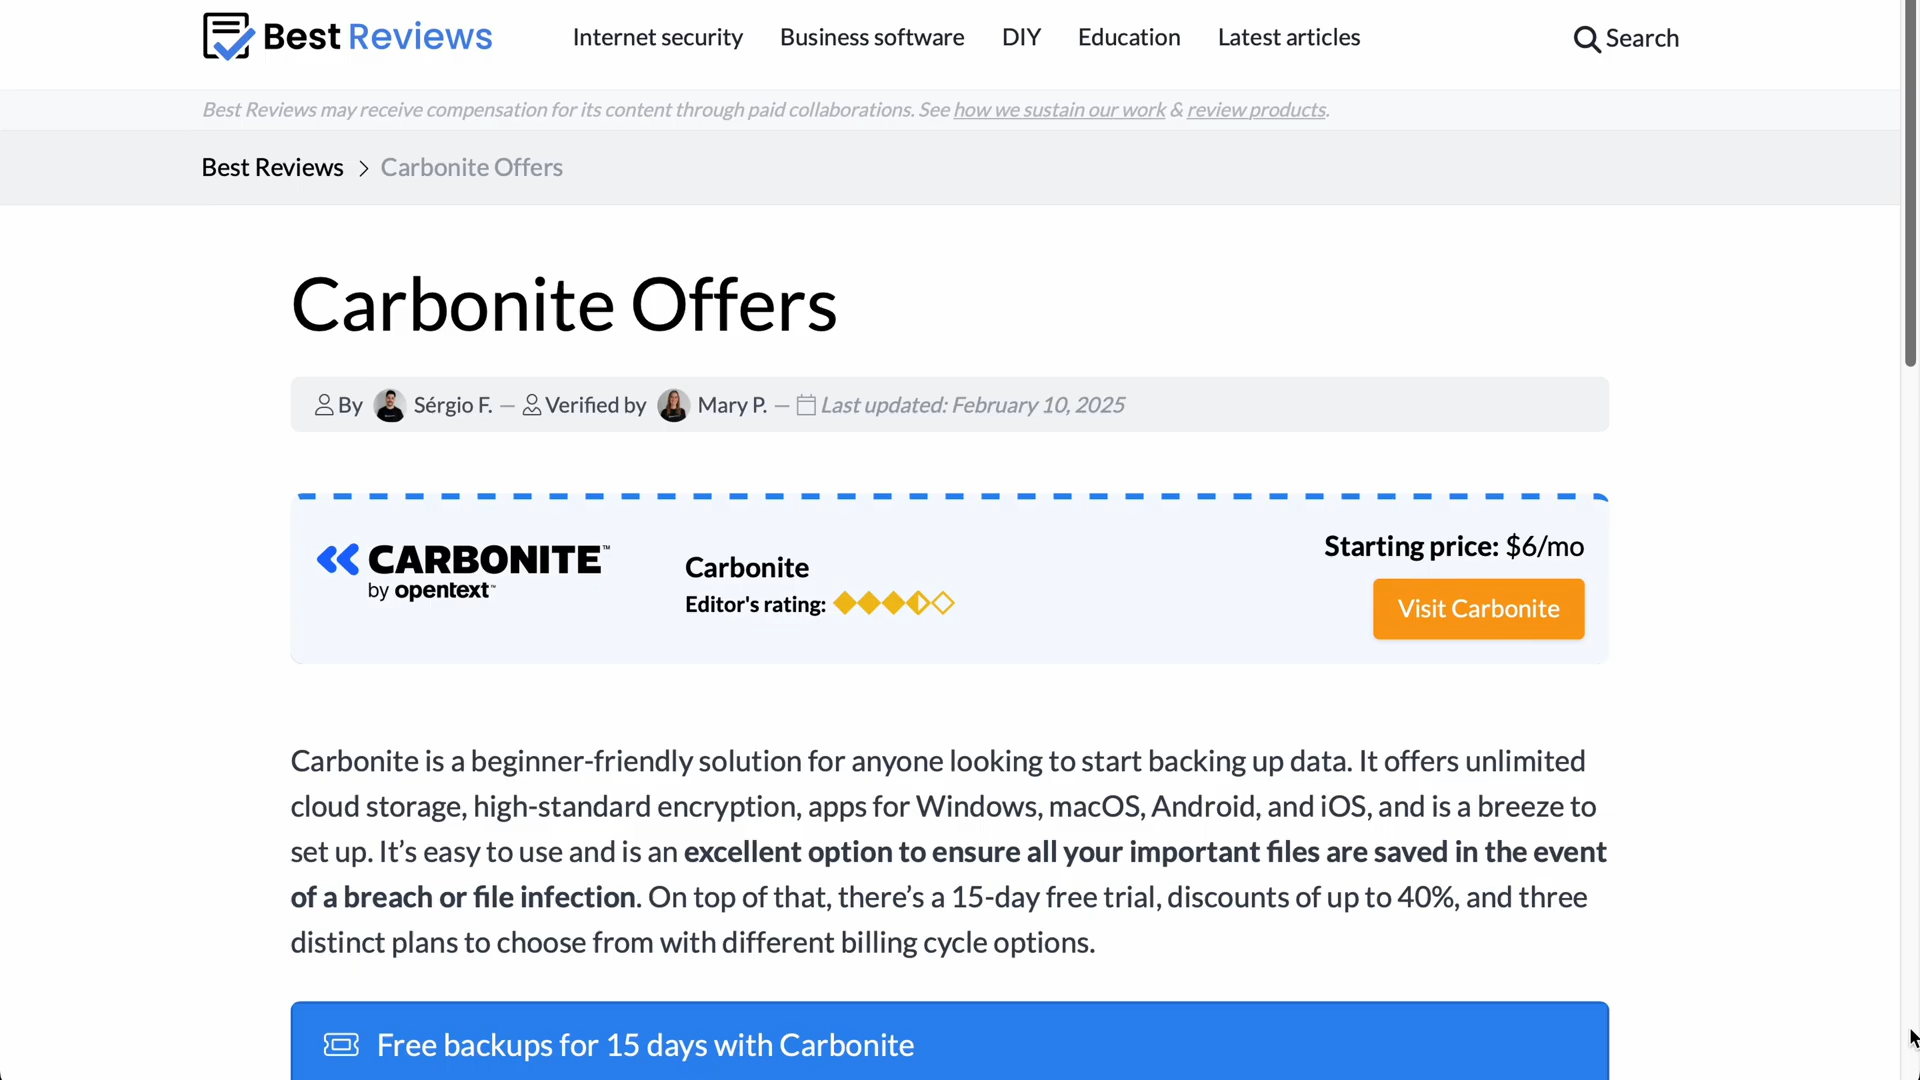 Best Reviews
Internet security
Business software
DIY
Education
Latest articles
Search
Best Reviews may receive compensation for its content through paid collaborations. See how we sustain our work & review products.
Best Reviews > Carbonite Offers
Carbonite Offers
By Sérgio F. — Verified by Mary P. — Last updated: February 10, 2025
CARBONITE™
by opentext™
Carbonite
Editor's rating:
Starting price: $6/mo
Visit Carbonite
Carbonite is a beginner-friendly solution for anyone looking to start backing up data. It offers unlimited
cloud storage, high-standard encryption, apps for Windows, macOS, Android, and iOS, and is a breeze to
set up. It’s easy to use and is an excellent option to ensure all your important files are saved in the event
of a breach or file infection. On top of that, there’s a 15-day free trial, discounts of up to 40%, and three
distinct plans to choose from with different billing cycle options.
Free backups for 15 days with Carbonite